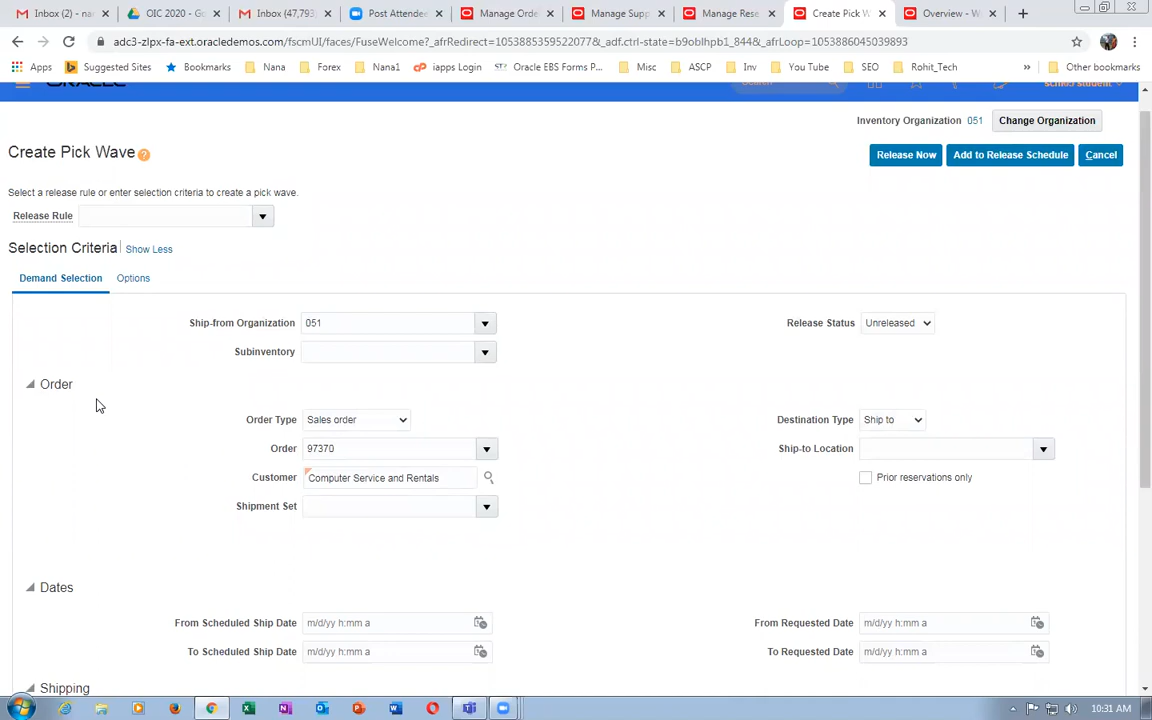 Inbox (2) - nan
OIC 2020 - Go
Inbox (47,793)
Post Attendee
Manage Orde
Manage Supp
Manage Rese
Create Pick W
Overview - W
adc3-zlpx-fa-ext.oracledemos.com/fscmUI/faces/FuseWelcome?_afrRedirect=10538853595220777&_adf.ctrl-state=b9oblhpb1_844&_afrLoop=1053886045039893
Apps
Suggested Sites
Bookmarks
Nana
Forex
Nana1
iapps Login
Oracle EBS Forms P...
Misc
ASCP
Inv
You Tube
SEO
Rohit_Tech
»
Other bookmarks
ORACLE
Search
Inventory Organization 051 Change Organization
Create Pick Wave
Release Now Add to Release Schedule Cancel
Select a release rule or enter selection criteria to create a pick wave.
Release Rule
Selection Criteria Show Less
Demand Selection Options
Ship-from Organization 051
Release Status Unreleased
Subinventory
Order
Order Type Sales order
Destination Type Ship to
Order 97370
Ship-to Location
Customer Computer Service and Rentals
Prior reservations only
Shipment Set
Dates
From Scheduled Ship Date m/d/yy h:mm a
From Requested Date m/d/yy h:mm a
To Scheduled Ship Date m/d/yy h:mm a
To Requested Date m/d/yy h:mm a
Shipping
10:31 AM